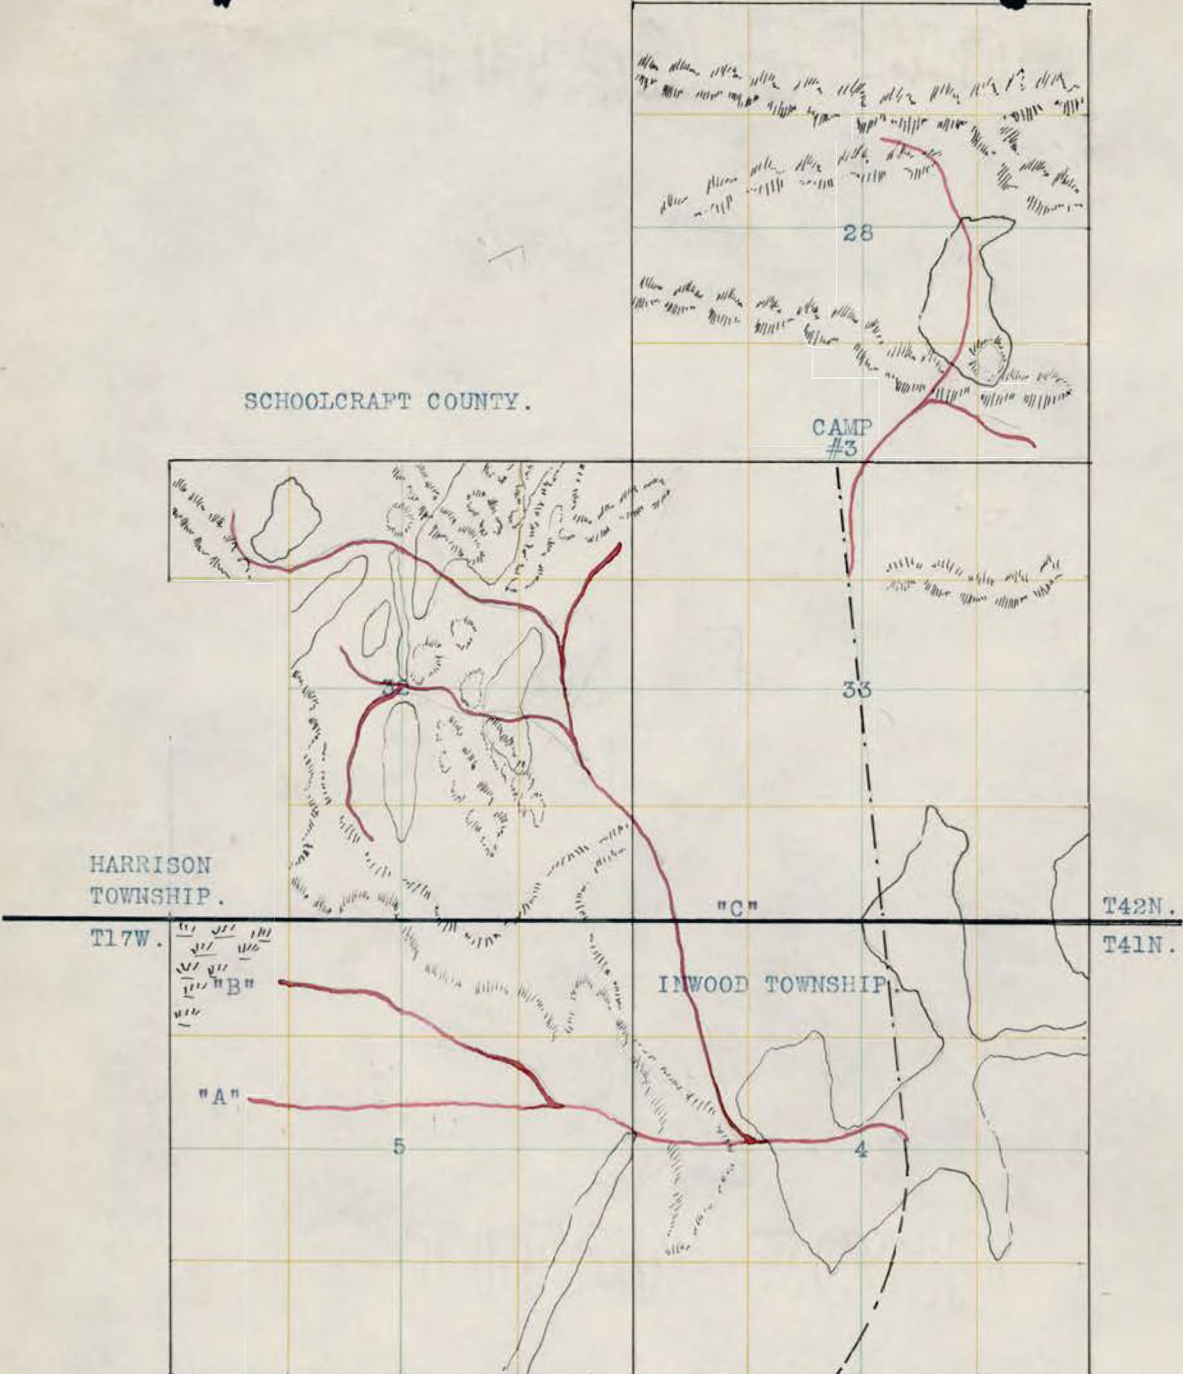 28
SCHOOLCRAFT COUNTY.
CAMP
#3
32
33
HARRISON
TOWNSHIP.
"C"
T42N.
T17W.
T41N.
"B"
INWOOD TOWNSHIP.
"A"
5
4